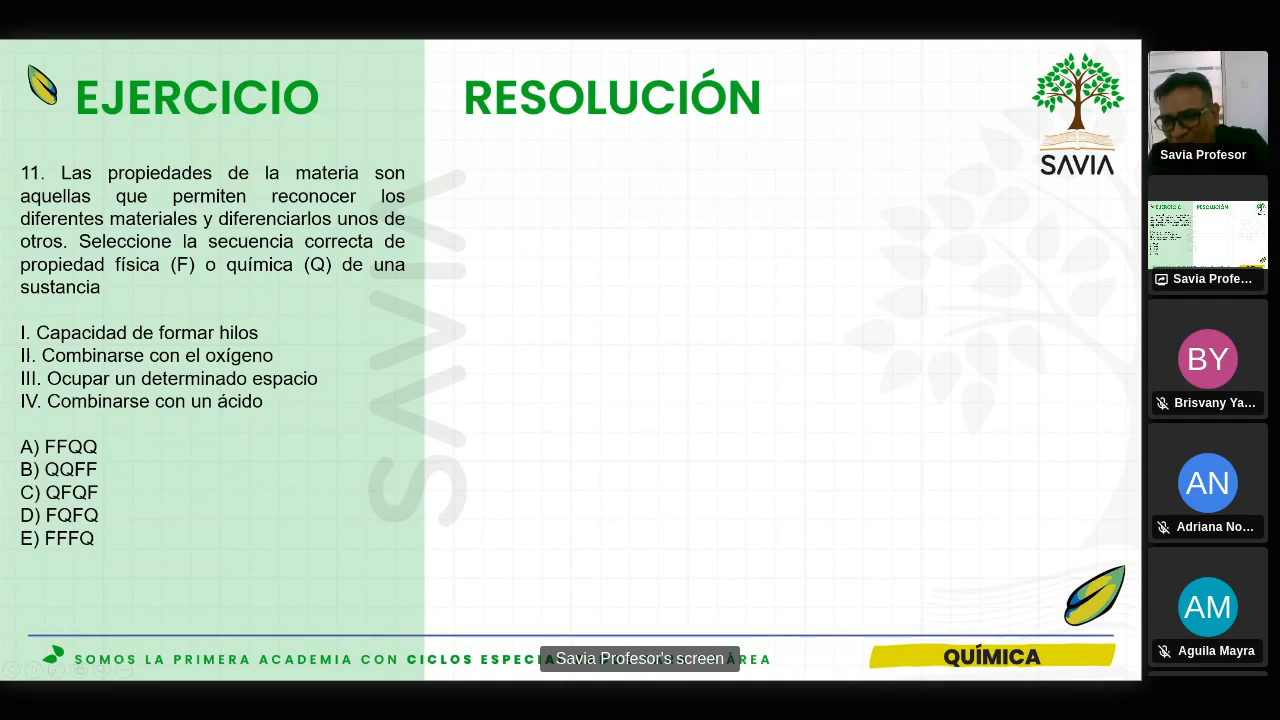 EJERCICIO
RESOLUCIÓN
SAVIA
11. Las propiedades de la materia son
aquellas que permiten reconocer los
diferentes materiales y diferenciarlos unos de
otros. Seleccione la secuencia correcta de
propiedad física (F) o química (Q) de una
sustancia
I. Capacidad de formar hilos
II. Combinarse con el oxígeno
III. Ocupar un determinado espacio
IV. Combinarse con un ácido
A) FFQQ
B) QQFF
C) QFQF
D) FQFQ
E) FFFQ
SAVIA
SOMOS LA PRIMERA ACADEMIA CON CICLOS
Savia Profesor's screen
QUÍMICA
Savia Profesor
EJERCICIO
RESOLUCIÓN
Savia Profe...
BY
Brisvany Ya...
AN
Adriana No...
AM
Aguila Mayra